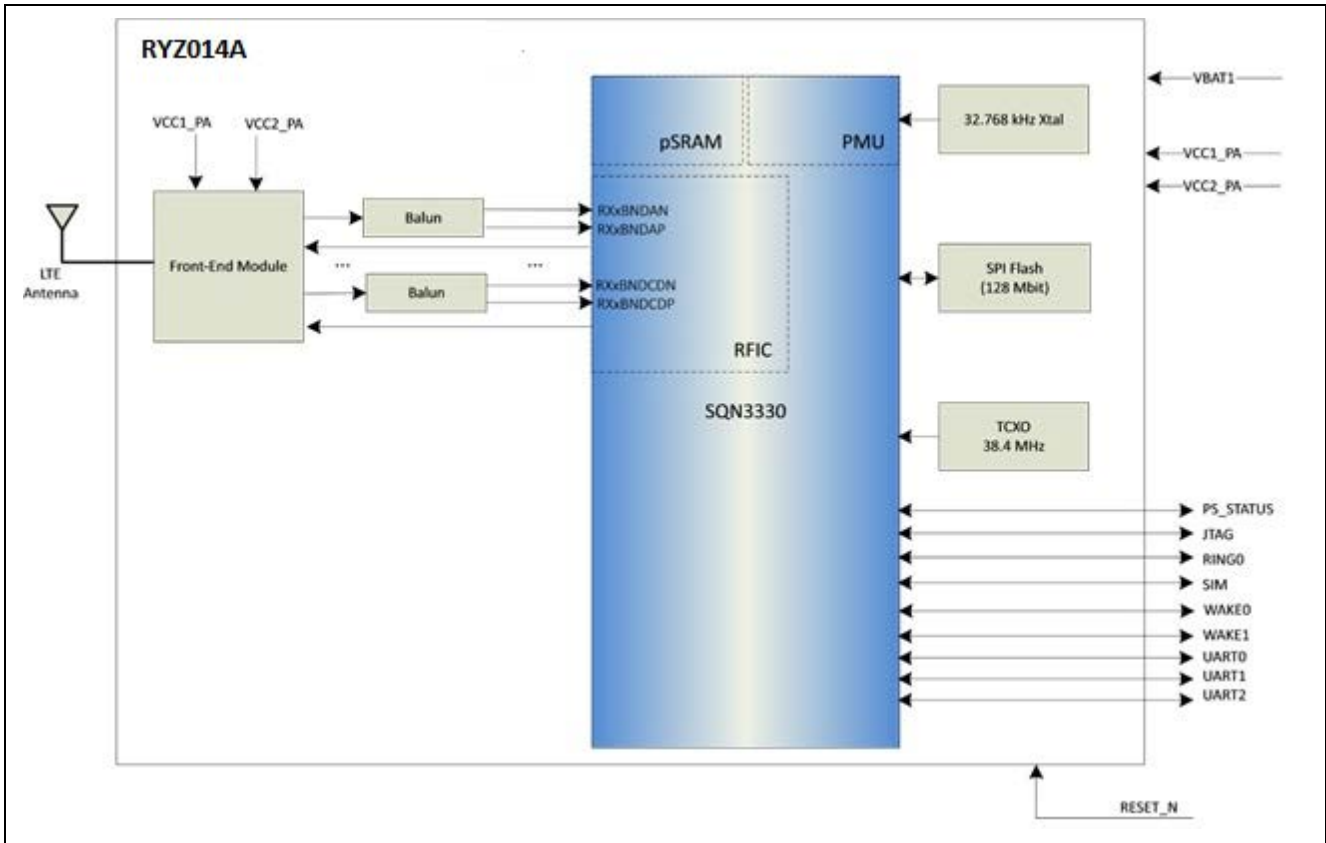 RYZ014A
VCC1_PA
VCC2_PA
LTE
Antenna
Front-End Module
Balun
...
...
Balun
pSRAM
PMU
RXxBNDAN
RXxBNDAP
RXxBNDCDN
RXxBNDCDP
RFIC
SQN3330
32.768 kHz Xtal
SPI Flash
(128 Mbit)
TCXO
38.4 MHz
VBAT1
VCC1_PA
VCC2_PA
PS_STATUS
JTAG
RING0
SIM
WAKE0
WAKE1
UART0
UART1
UART2
RESET_N